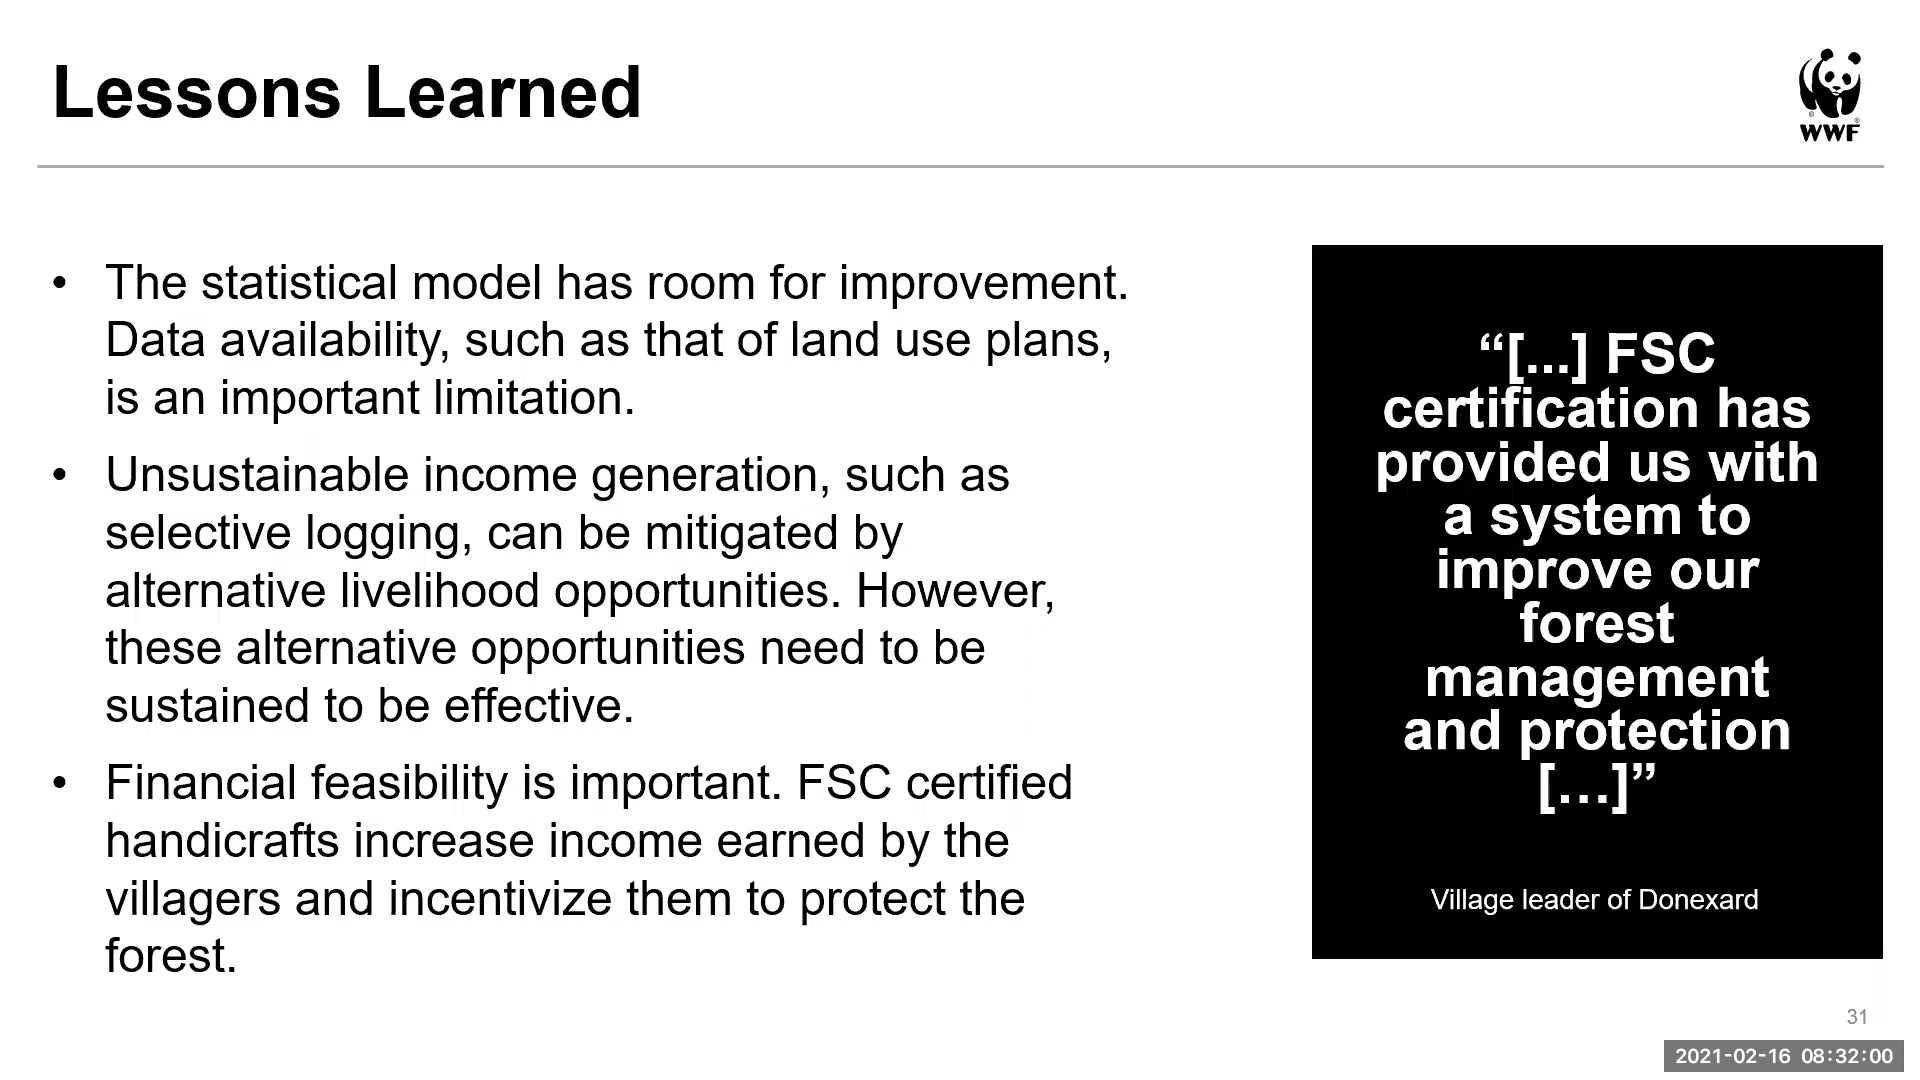 Lessons Learned
WWF
• The statistical model has room for improvement.
Data availability, such as that of land use plans,
is an important limitation.
• Unsustainable income generation, such as
selective logging, can be mitigated by
alternative livelihood opportunities. However,
these alternative opportunities need to be
sustained to be effective.
• Financial feasibility is important. FSC certified
handicrafts increase income earned by the
villagers and incentivize them to protect the
forest.
“[...] FSC
certification has
provided us with
a system to
improve our
forest
management
and protection
[…]”
Village leader of Donexard
31
2021-02-16 08:32:00